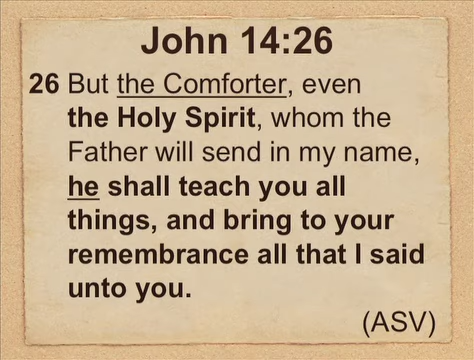 John 14:26
26 But the Comforter, even
the Holy Spirit, whom the
Father will send in my name,
he shall teach you all
things, and bring to your
remembrance all that I said
unto you.
(ASV)